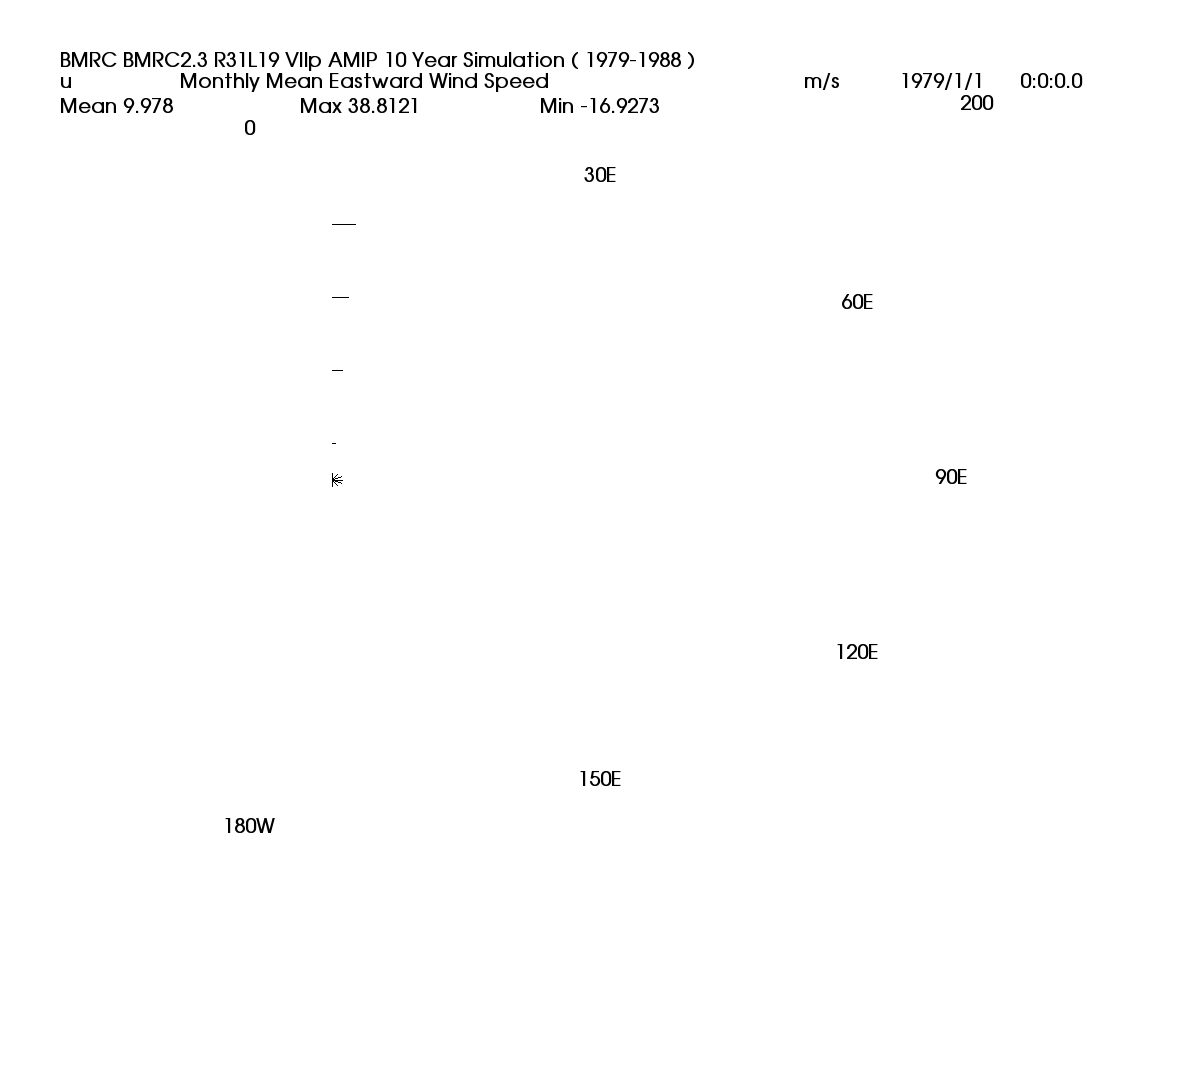 BMRC BMRC2.3 R31L19 VIIp AMIP 10 Year Simulation ( 1979-1988 )
u Monthly Mean Eastward Wind Speed m/s 1979/1/1 0:0:0.0
Mean 9.978 Max 38.8121 Min -16.9273 200
0
30E
60E
90E
120E
150E
180W